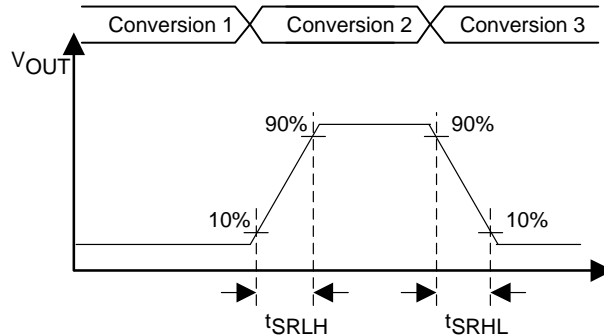 Conversion 1 Conversion 2 Conversion 3
VOUT
90% 90%
10% 10%
tSRLH tSRHL